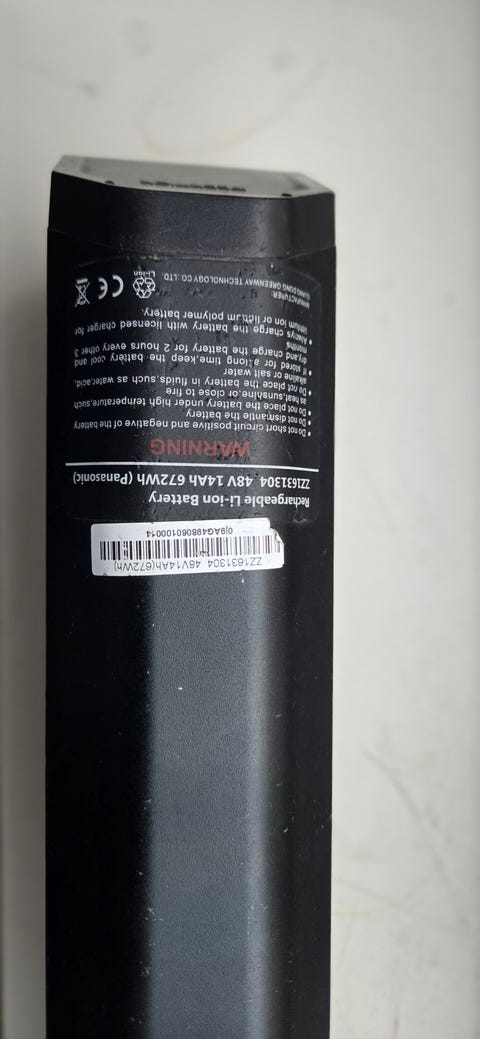 ZZ1631304 48V14Ah(672Wh)
0j9AG498060100014
Rechargeable Li-ion Battery
ZZ1631304 48V 14Ah 672Wh (Panasonic)
WARNING
• Do not short circuit positive and negative of the battery
• Do not dismantle the battery
• Do not place the battery under high temperature,such
as heat,sunshine,or close to fire
• Do not place the battery in fluids,such as water,acid,
alkaline or salt water
• If stored for a long time,keep the battery cool and
dry,and charge the battery for 2 hours every other 3
months
• Always charge the battery with licensed charger for
lithium ion or lithium polymer battery.
MANUFACTURER:
GUANG DONG GREENWAY TECHNOLOGY CO.,LTD.
Li-ion
CE